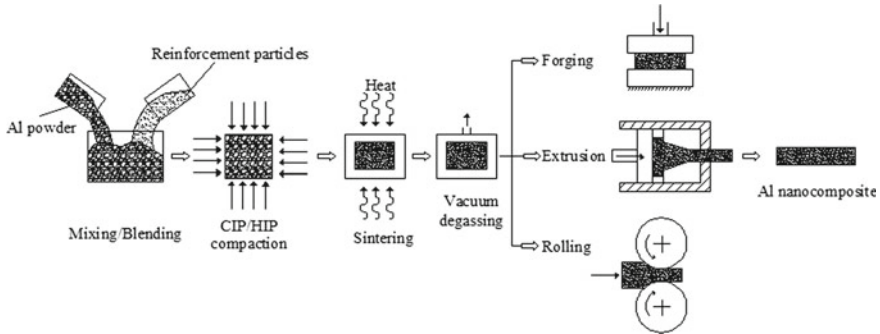 Reinforcement particles
Al powder
Mixing/Blending
CIP/HIP
compaction
Heat
Sintering
Vacuum
degassing
Forging
Extrusion
Rolling
Al nanocomposite